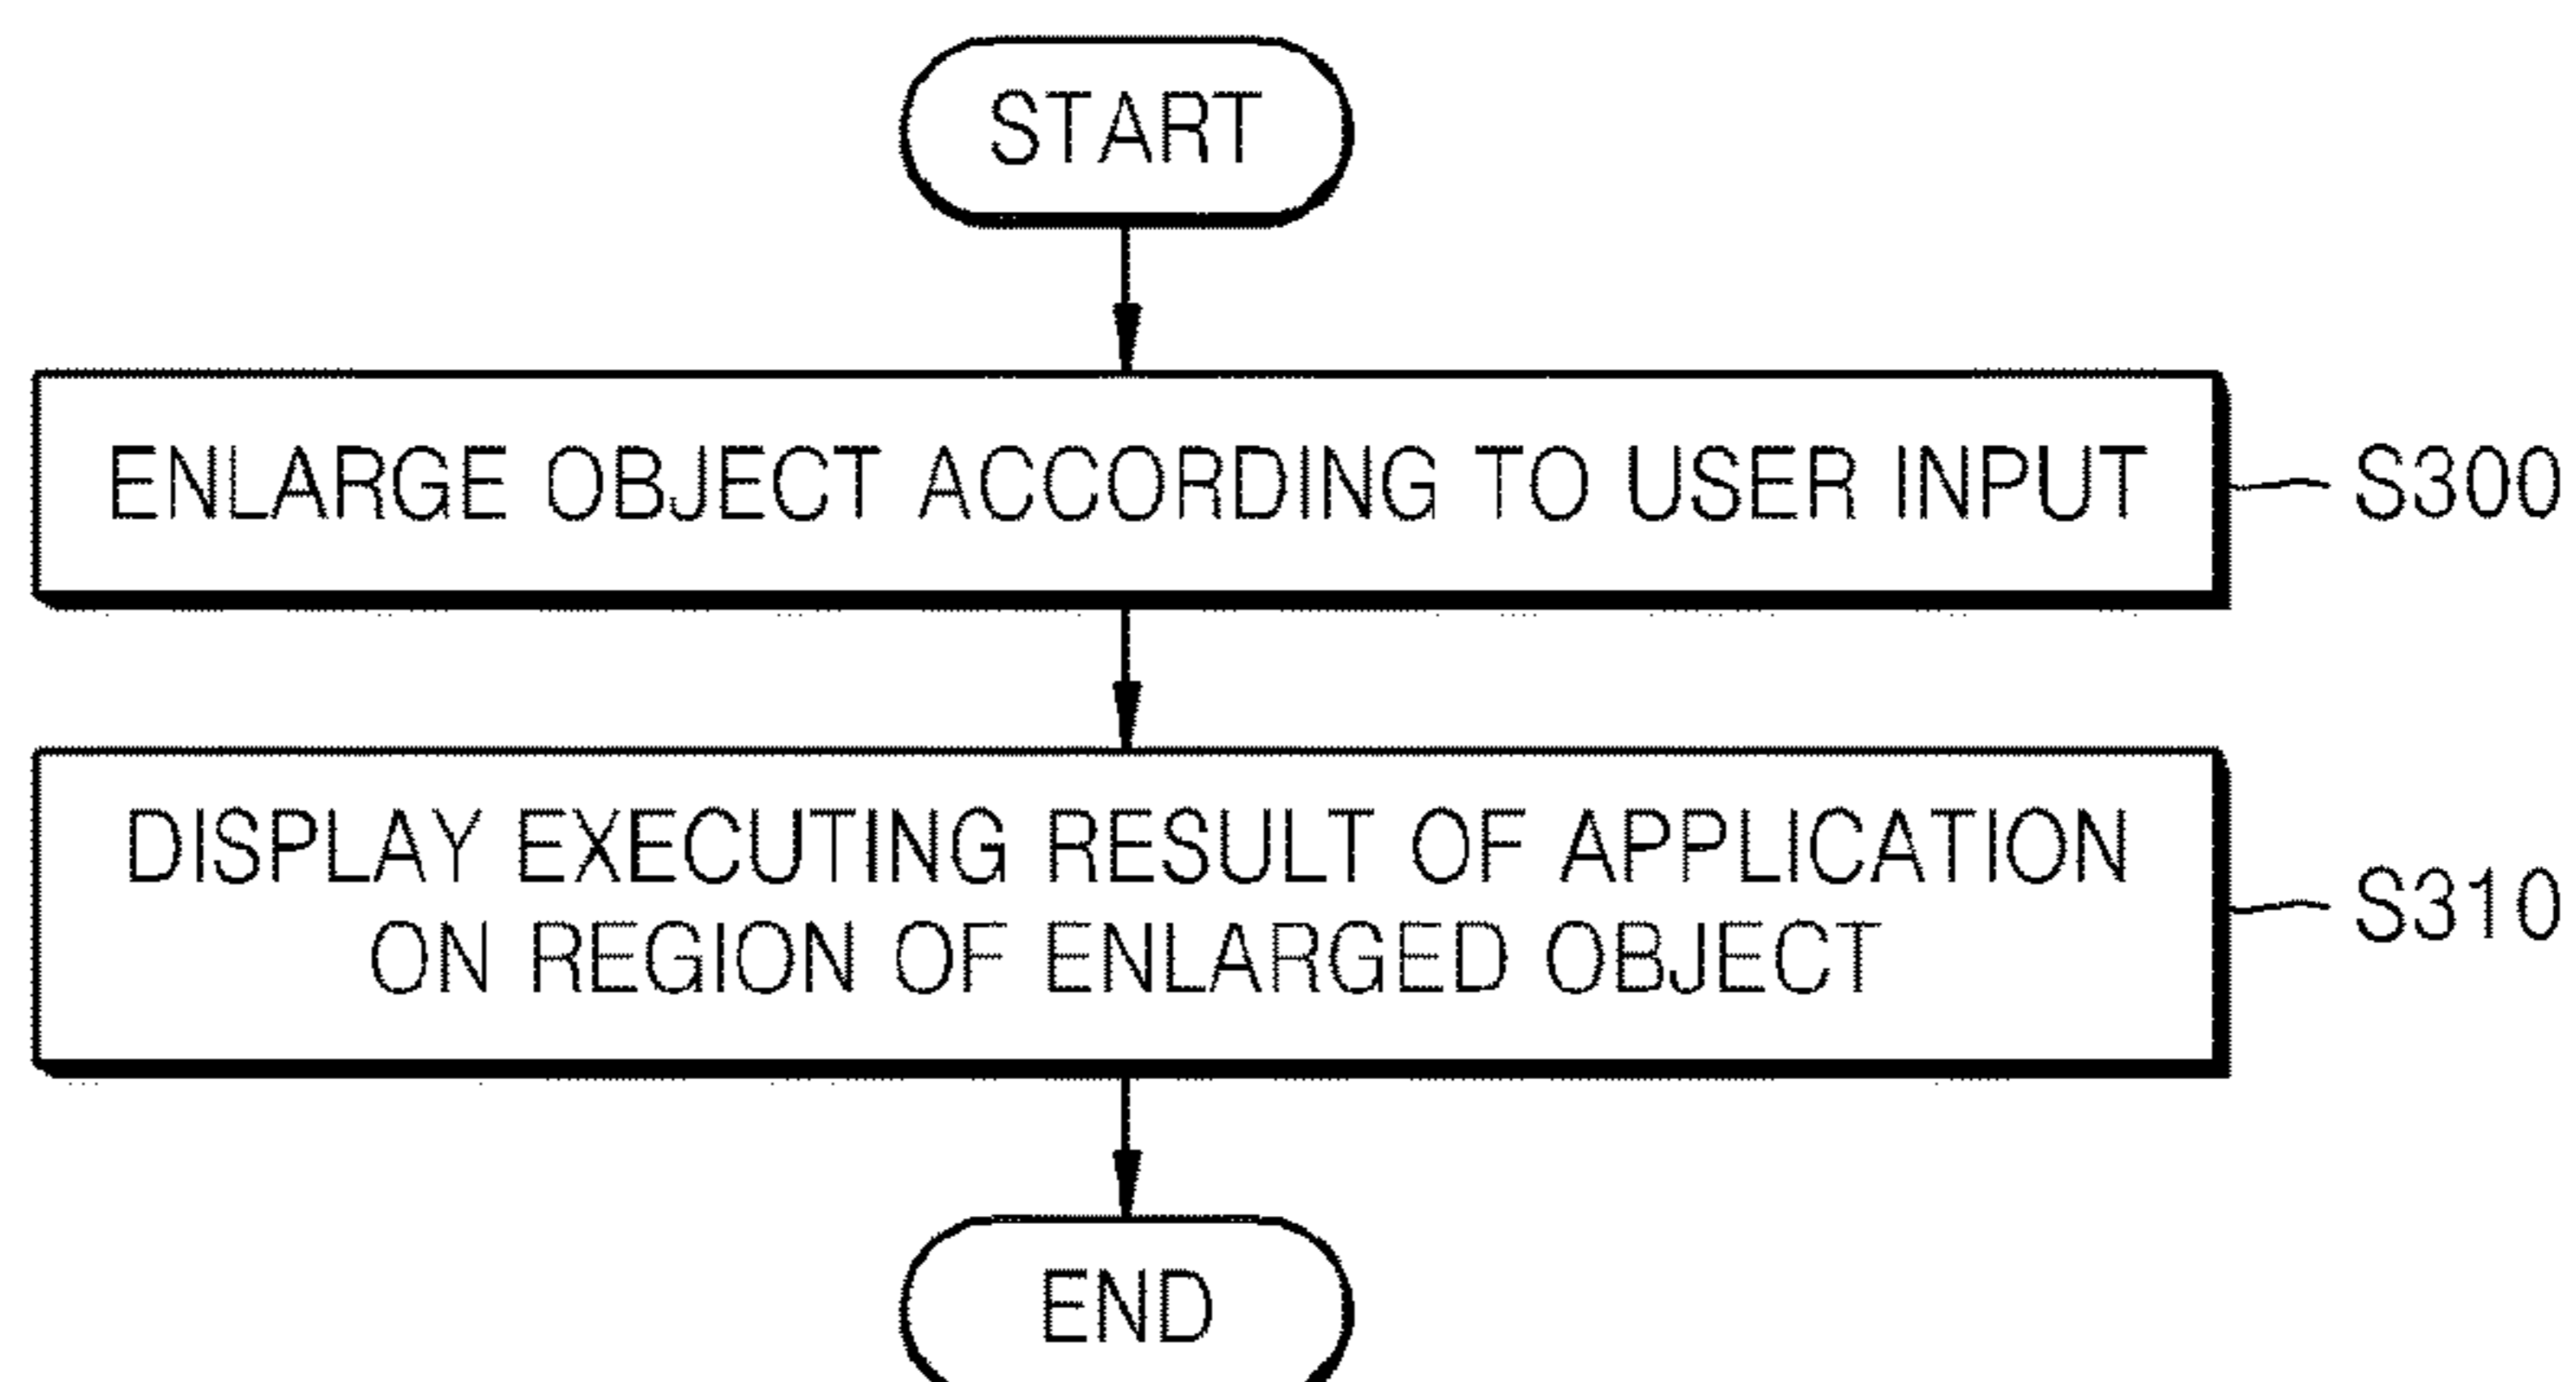 START
ENLARGE OBJECT ACCORDING TO USER INPUT
S300
DISPLAY EXECUTING RESULT OF APPLICATION
ON REGION OF ENLARGED OBJECT
S310
END